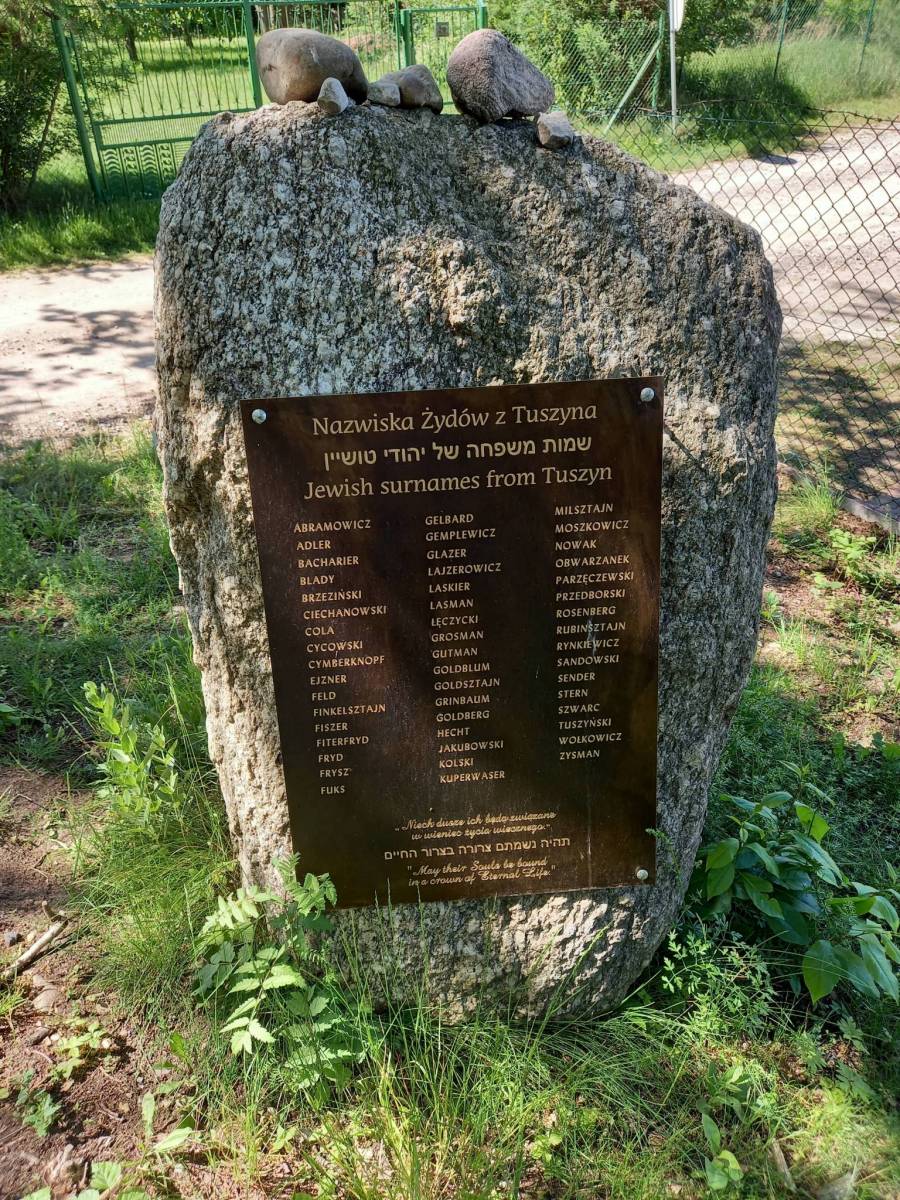 Nazwiska Żydów z Tuszyna
שמות משפחה של יהודי טושיין
Jewish surnames from Tuszyn
ABRAMOWICZ
ADLER
BACHARIER
BLADY
BRZEZIŃSKI
CIECHANOWSKI
COLA
CYCOWSKI
CYMBERKNOPF
EJZNER
FELD
FINKELSZTAJN
FISZER
FITERFRYD
FRYD
FRYSZ
FUKS
GELBARD
GEMPLEWICZ
GLAZER
LAJZEROWICZ
LASKIER
LASMAN
ŁĘCZYCKI
GROSMAN
GUTMAN
GOLDBLUM
GOLDSZTAJN
GRINBAUM
GOLDBERG
HECHT
JAKUBOWSKI
KOLSKI
KUPERWASER
MILSZTAJN
MOSZKOWICZ
NOWAK
OBWARZANEK
PARZĘCZEWSKI
PRZEDBORSKI
ROSENBERG
RUBINSZTAJN
RYNKIEWICZ
SANDOWSKI
SENDER
STERN
SZWARC
TUSZYŃSKI
WOŁKOWICZ
ZYSMAN
„Niech dusze ich będą związane
w wieniec życia wiecznego."
תהיה נשמתם צרורה בצרור החיים
"May their Souls be bound
in a crown of Eternal Life."